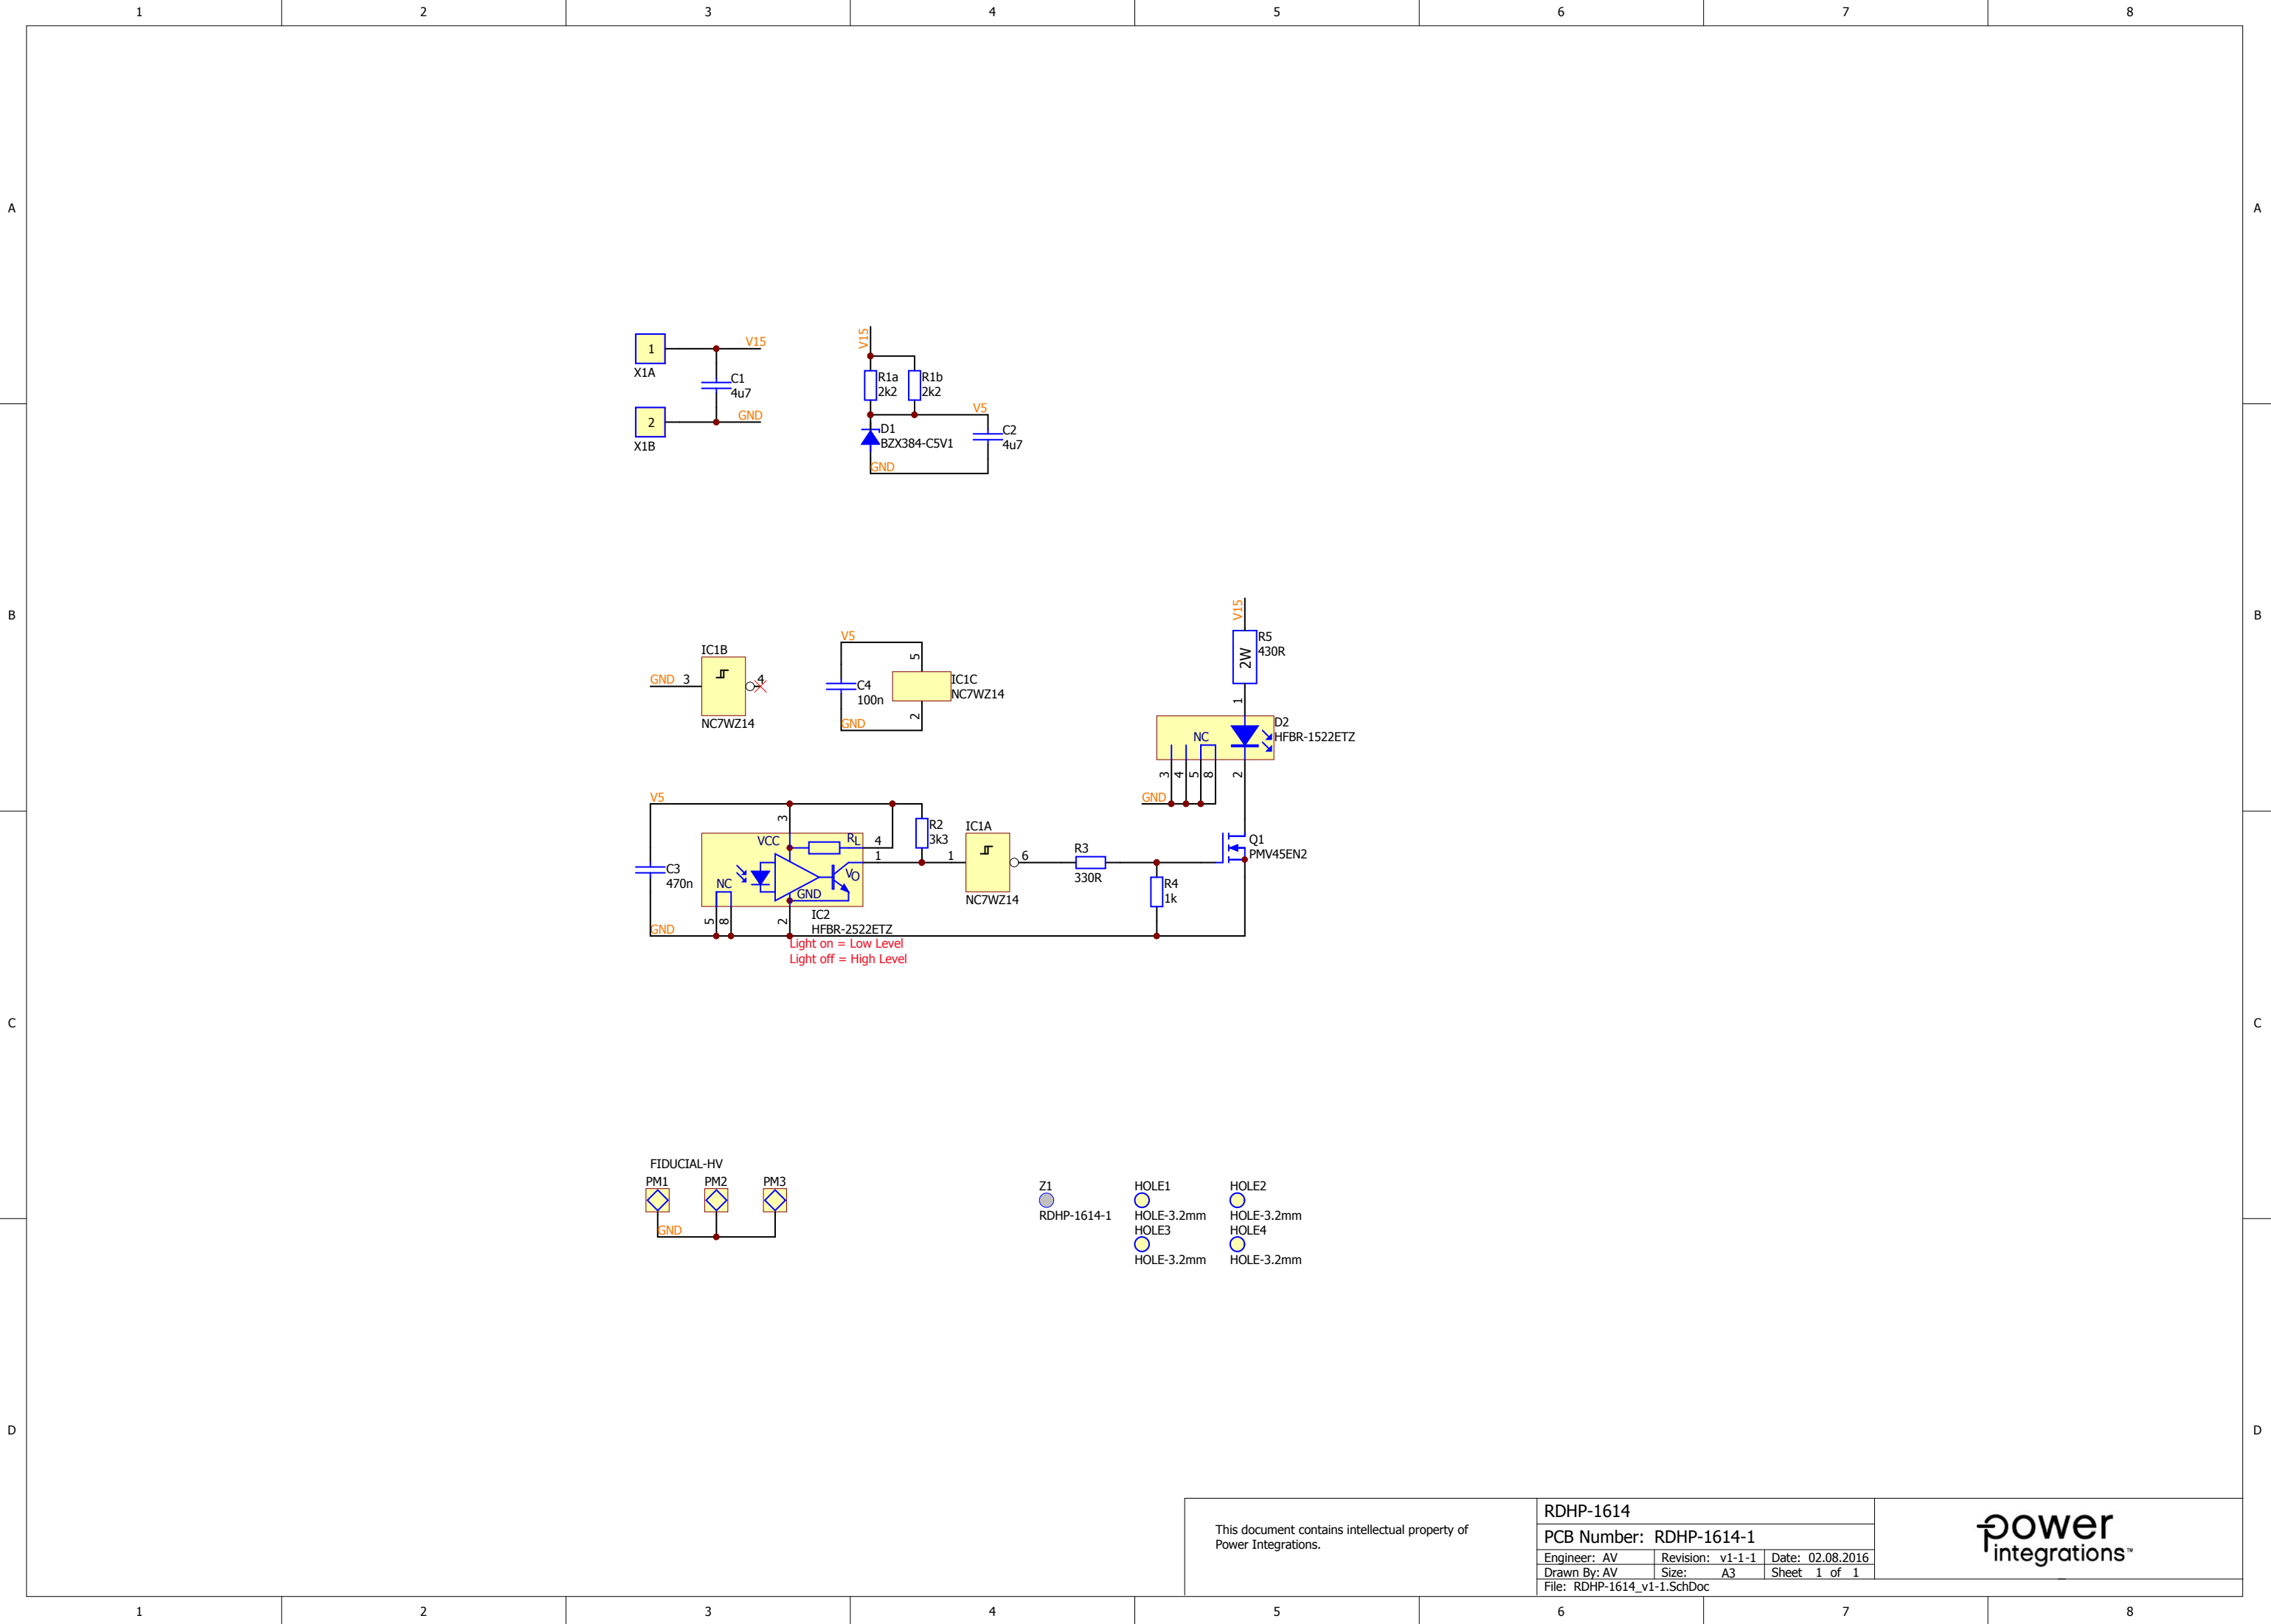 1 2 3 4 5 6 7 8
A A
V15
1
X1A
C1
4u7
GND
2
X1B
V15
R1a
2k2
R1b
2k2
V5
D1
BZX384-C5V1
C2
4u7
GND
B B
IC1B
GND 3
4
NC7WZ14
V5
5
C4
100n
IC1C
NC7WZ14
2
GND
V15
R5
430R
2W
1
D2
HFBR-1522ETZ
NC
3 4 5 8 2
GND
V5
3
VCC
RL
4
1
VO
GND
NC
C3
470n
5 8 2
IC2
HFBR-2522ETZ
GND
Light on = Low Level
Light off = High Level
R2
3k3
IC1A
1
6
NC7WZ14
R3
330R
R4
1k
Q1
PMV45EN2
C C
FIDUCIAL-HV
PM1 PM2 PM3
GND
Z1
RDHP-1614-1
HOLE1
HOLE-3.2mm
HOLE2
HOLE-3.2mm
HOLE3
HOLE-3.2mm
HOLE4
HOLE-3.2mm
D D
This document contains intellectual property of
Power Integrations.
RDHP-1614
PCB Number: RDHP-1614-1
Engineer: AV Revision: v1-1-1 Date: 02.08.2016
Drawn By: AV Size: A3 Sheet 1 of 1
File: RDHP-1614_v1-1.SchDoc
power
integrations™
1 2 3 4 5 6 7 8